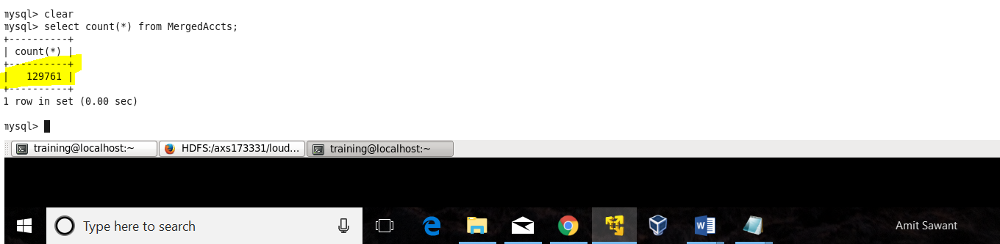 mysql> clear
mysql> select count(*) from MergedAccts;
+----------+
| count(*) |
+----------+
|   129761 |
+----------+
1 row in set (0.00 sec)
mysql>
training@localhost:~
HDFS:/axs173331/loud...
training@localhost:~
Type here to search
Amit Sawant